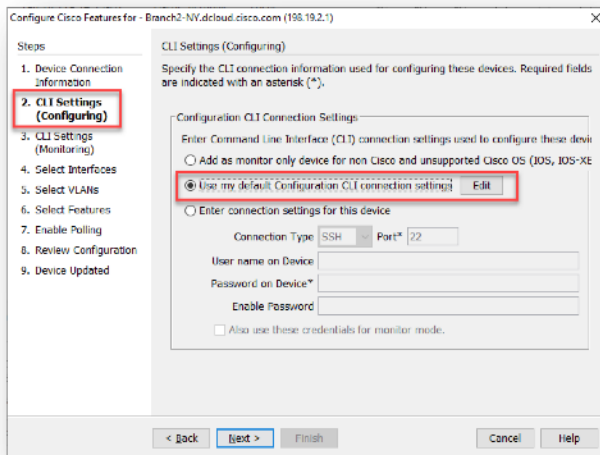 Configure Cisco Features for - Branch2-NY.dcloud.cisco.com (198.19.2.1)
Steps
1. Device Connection
Information
2. CLI Settings
(Configuring)
3. CLI Settings
(Monitoring)
4. Select Interfaces
5. Select VLANs
6. Select Features
7. Enable Polling
8. Review Configuration
9. Device Updated
CLI Settings (Configuring)
Specify the CLI connection information used for configuring these devices. Required fields
are indicated with an asterisk (*).
Configuration CLI Connection Settings
Enter Command Line Interface (CLI) connection settings used to configure these devi
Add as monitor only device for non Cisco and unsupported Cisco OS (IOS, IOS-XE
Use my default Configuration CLI connection settings Edit
Enter connection settings for this device
Connection Type SSH Port* 22
User name on Device
Password on Device*
Enable Password
Also use these credentials for monitor mode.
< Back Next > Finish Cancel Help